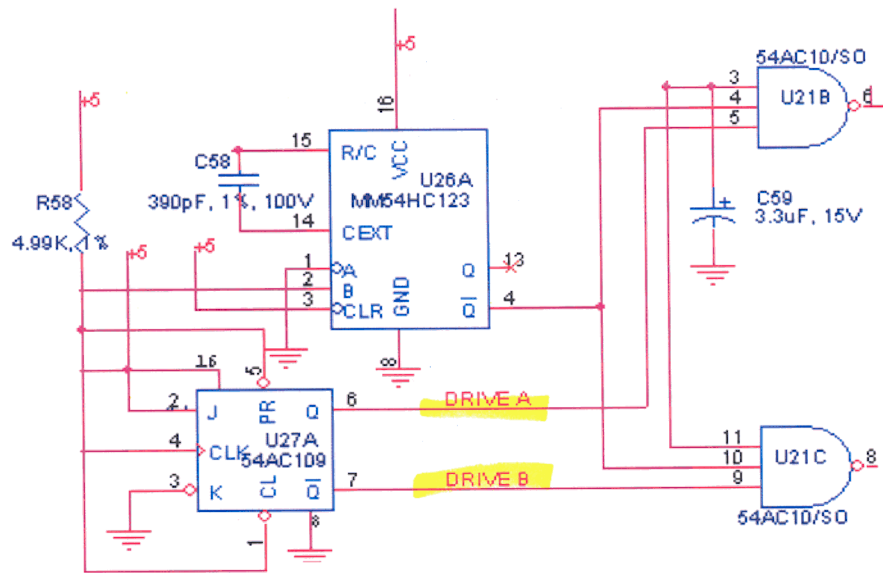 +5
54AC10/SO
3
4
5
U21B
6
+5
16
15
R/C
VCC
C58
390pF, 1%, 100V
U26A
MM54HC123
14
CEXT
R58
4.99K, 1%
+5
+5
C59
+
3.3uF, 15V
1
A
2
B
3
CLR
GND
Q
13
Q
4
8
16
5
2
J
PR
Q
6
DRIVE A
U27A
54AC109
4
CLK
3
K
CL
Q
7
DRIVE B
8
1
11
10
9
U21C
8
54AC10/SO